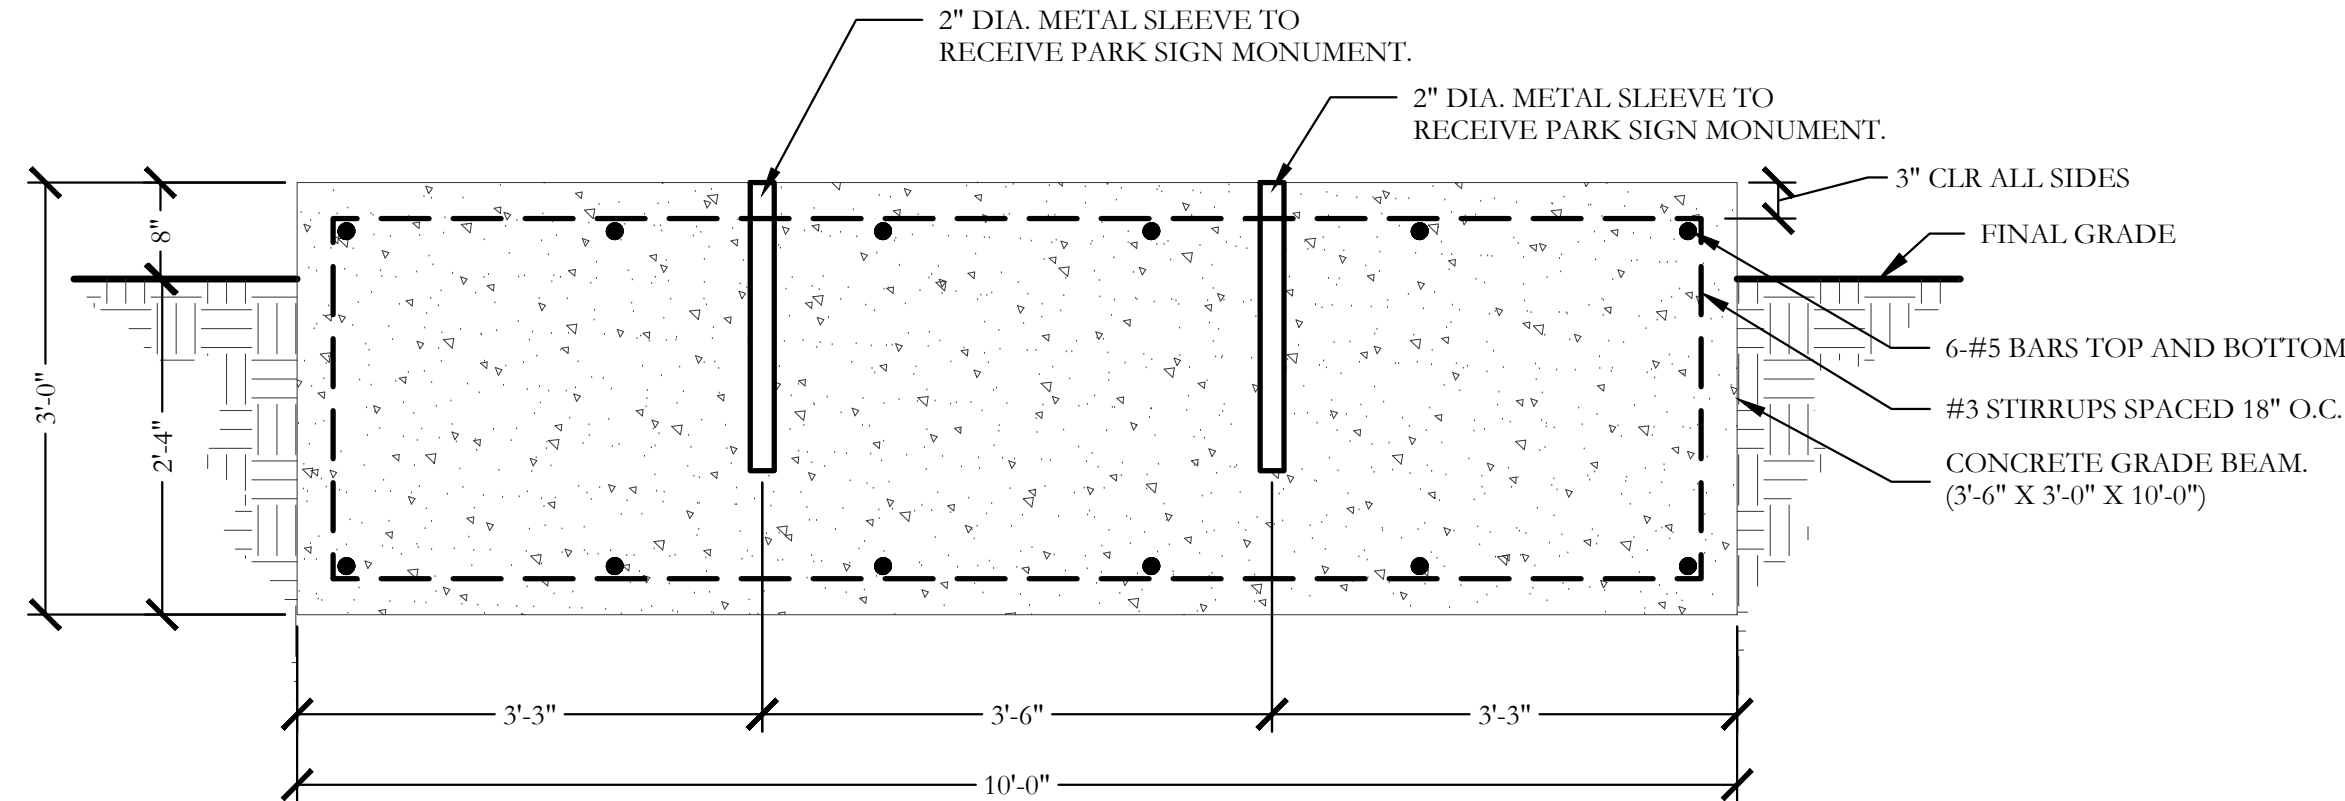 2" DIA. METAL SLEEVE TO
RECEIVE PARK SIGN MONUMENT.
2" DIA. METAL SLEEVE TO
RECEIVE PARK SIGN MONUMENT.
3" CLR ALL SIDES
FINAL GRADE
8"
6-#5 BARS TOP AND BOTTOM
3'-0"
2'-4"
#3 STIRRUPS SPACED 18" O.C.
CONCRETE GRADE BEAM.
(3'-6" X 3'-0" X 10'-0")
3'-3"
3'-6"
3'-3"
10'-0"